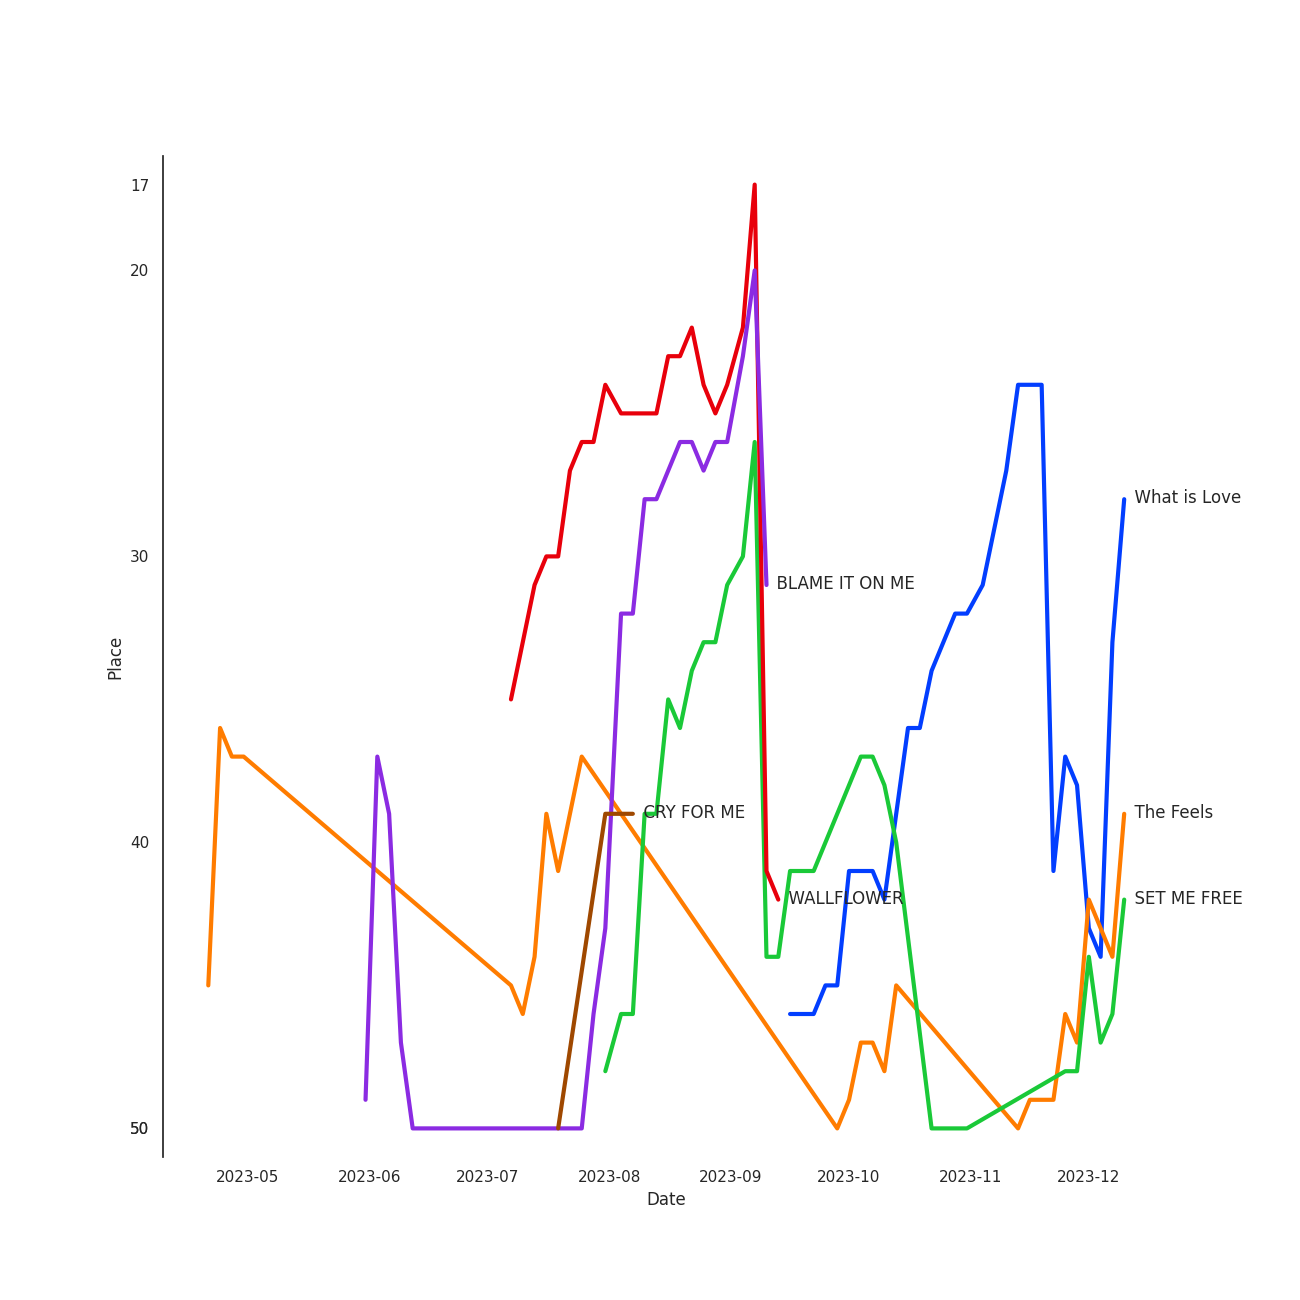 17
20
30
40
50
Place
What is Love
BLAME IT ON ME
CRY FOR ME
The Feels
WALLFLOWER
SET ME FREE
2023-05 2023-06 2023-07 2023-08 2023-09 2023-10 2023-11 2023-12
Date